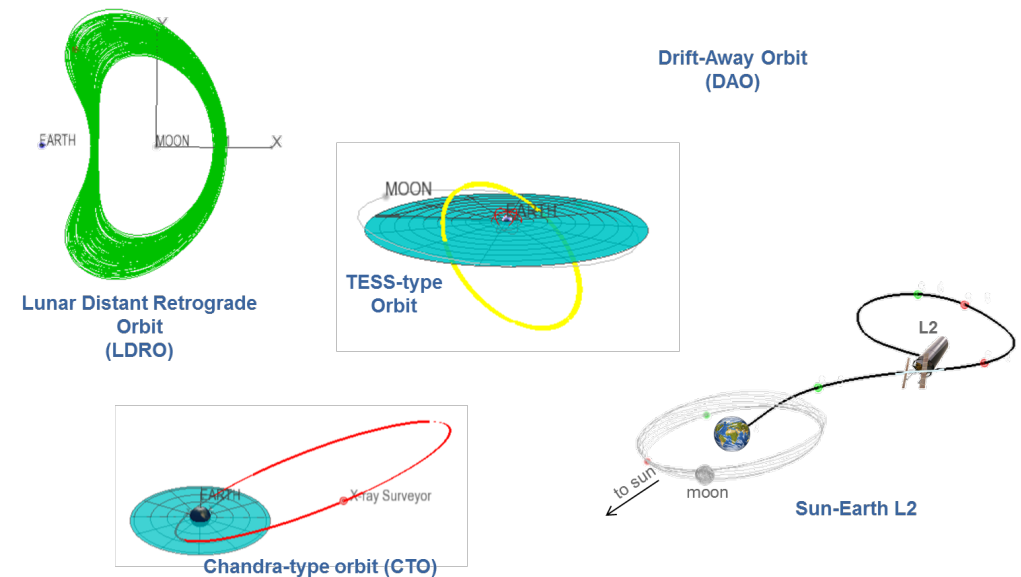 Y
EARTH
MOON
X
Lunar Distant Retrograde
Orbit
(LDRO)
Drift-Away Orbit
(DAO)
MOON
EARTH
TESS-type
Orbit
L2
to sun
moon
Sun-Earth L2
EARTH
X-ray Surveyor
Chandra-type orbit (CTO)